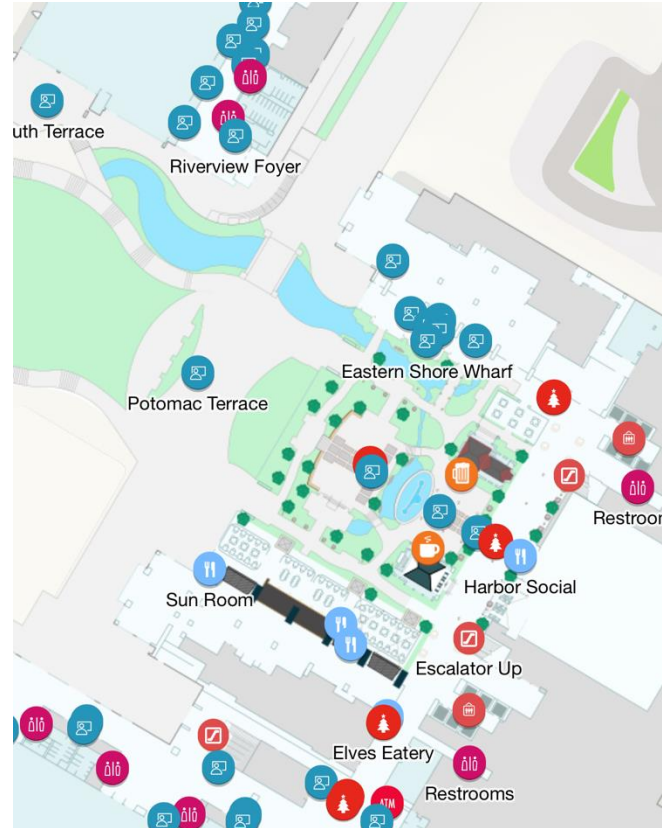 uth Terrace
Riverview Foyer
Eastern Shore Wharf
Potomac Terrace
Restroom
Harbor Social
Sun Room
Escalator Up
Elves Eatery
Restrooms
ATM